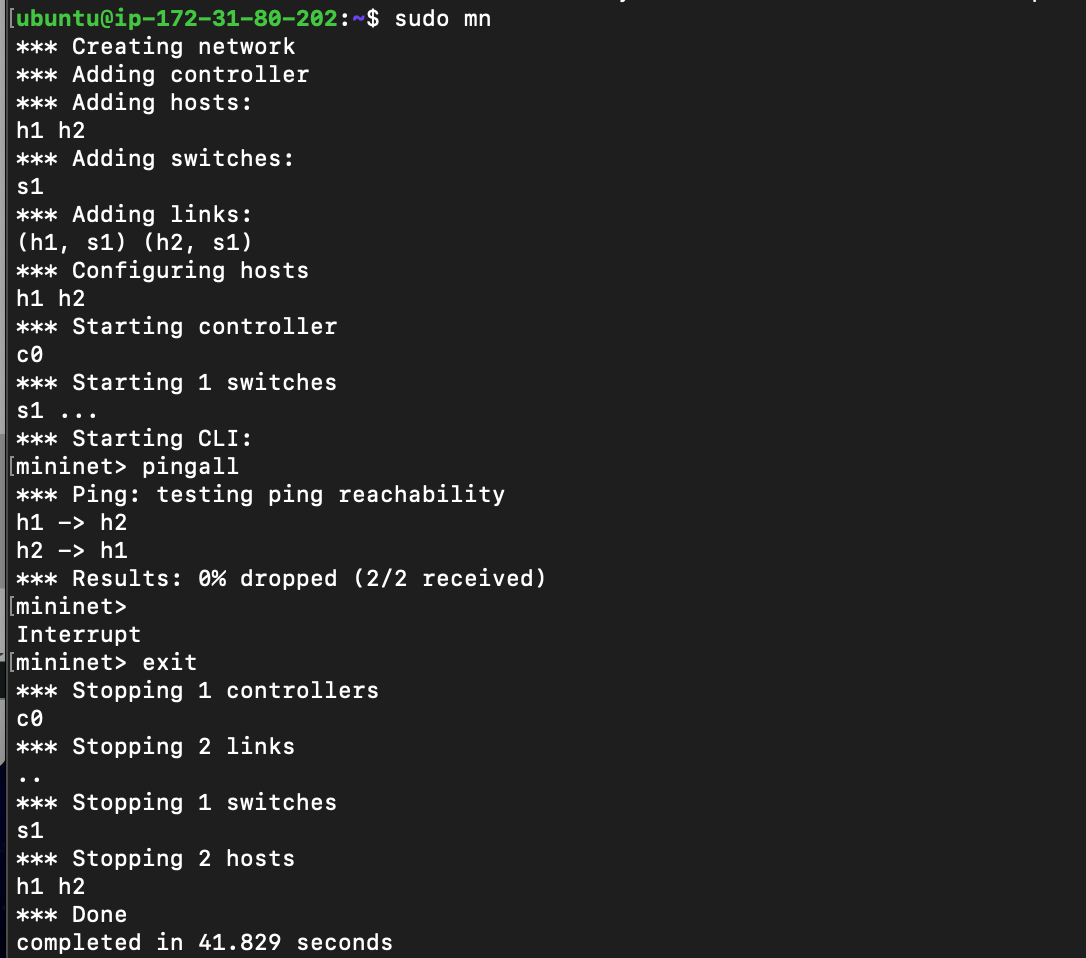 [ubuntu@ip-172-31-80-202:~$ sudo mn
*** Creating network
*** Adding controller
*** Adding hosts:
h1 h2
*** Adding switches:
s1
*** Adding links:
(h1, s1) (h2, s1)
*** Configuring hosts
h1 h2
*** Starting controller
c0
*** Starting 1 switches
s1 ...
*** Starting CLI:
[mininet> pingall
*** Ping: testing ping reachability
h1 -> h2
h2 -> h1
*** Results: 0% dropped (2/2 received)
[mininet>
Interrupt
[mininet> exit
*** Stopping 1 controllers
c0
*** Stopping 2 links
..
*** Stopping 1 switches
s1
*** Stopping 2 hosts
h1 h2
*** Done
completed in 41.829 seconds